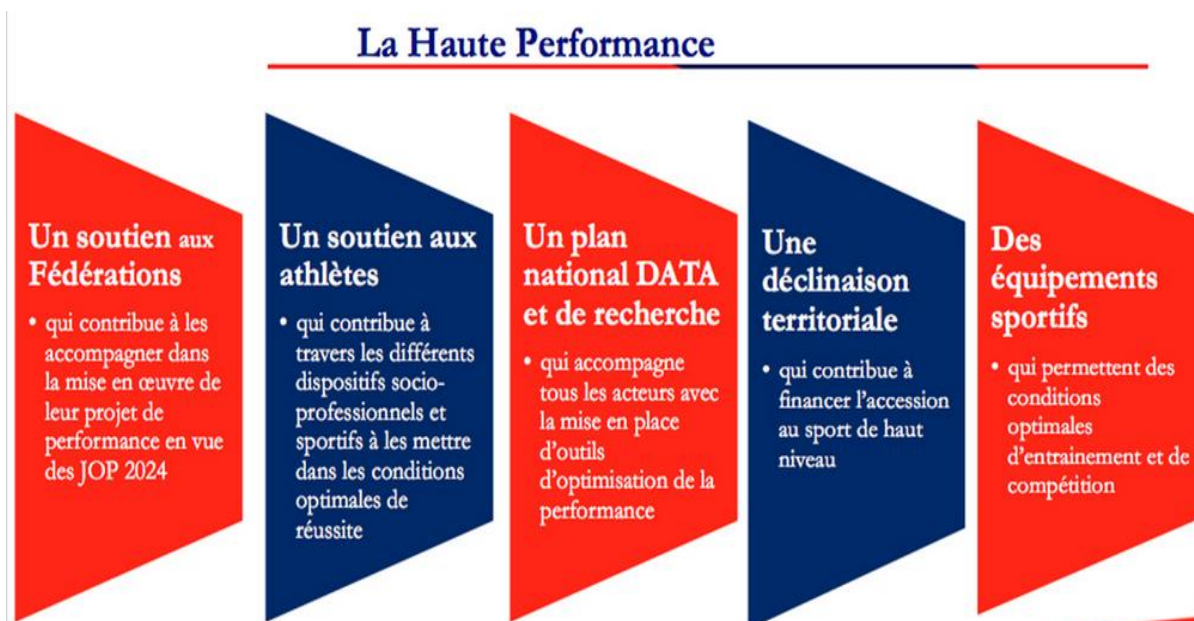 La Haute Performance
Un soutien aux
Fédérations
• qui contribue à les
accompagner dans
la mise en œuvre de
leur projet de
performance en vue
des JOP 2024
Un soutien aux
athlètes
• qui contribue à
travers les différents
dispositifs socio-
professionnels et
sportifs à les mettre
dans les conditions
optimales de
réussite
Un plan
national DATA
et de recherche
• qui accompagne
tous les acteurs avec
la mise en place
d'outils
d'optimisation de la
performance
Une
déclinaison
territoriale
• qui contribue à
financer l'accession
au sport de haut
niveau
Des
équipements
sportifs
• qui permettent des
conditions
optimales
d'entrainement et de
compétition